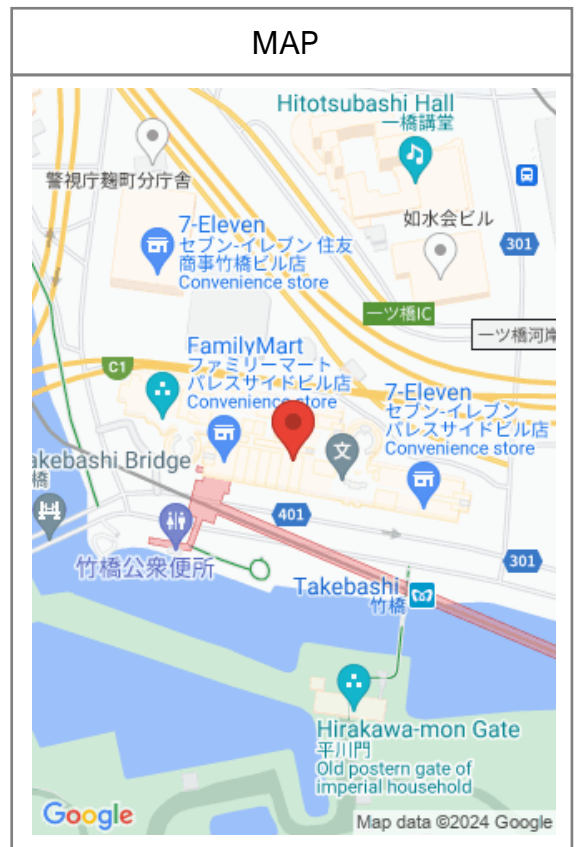 MAP
Hitotsubashi Hall
一橋講堂
警視庁麹町分庁舎
7-Eleven
セブン-イレブン 住友
商事竹橋ビル店
Convenience store
如水会ビル
301
一ツ橋IC
一ツ橋河岸
C1
FamilyMart
ファミリーマート
パレスサイドビル店
Convenience store
7-Eleven
セブン-イレブン
パレスサイドビル店
Convenience store
文
akebashi Bridge
橋
401
竹橋公衆便所
301
Takebashi
竹橋
Hirakawa-mon Gate
平川門
Old postern gate of
imperial household
Google
Map data ©2024 Google